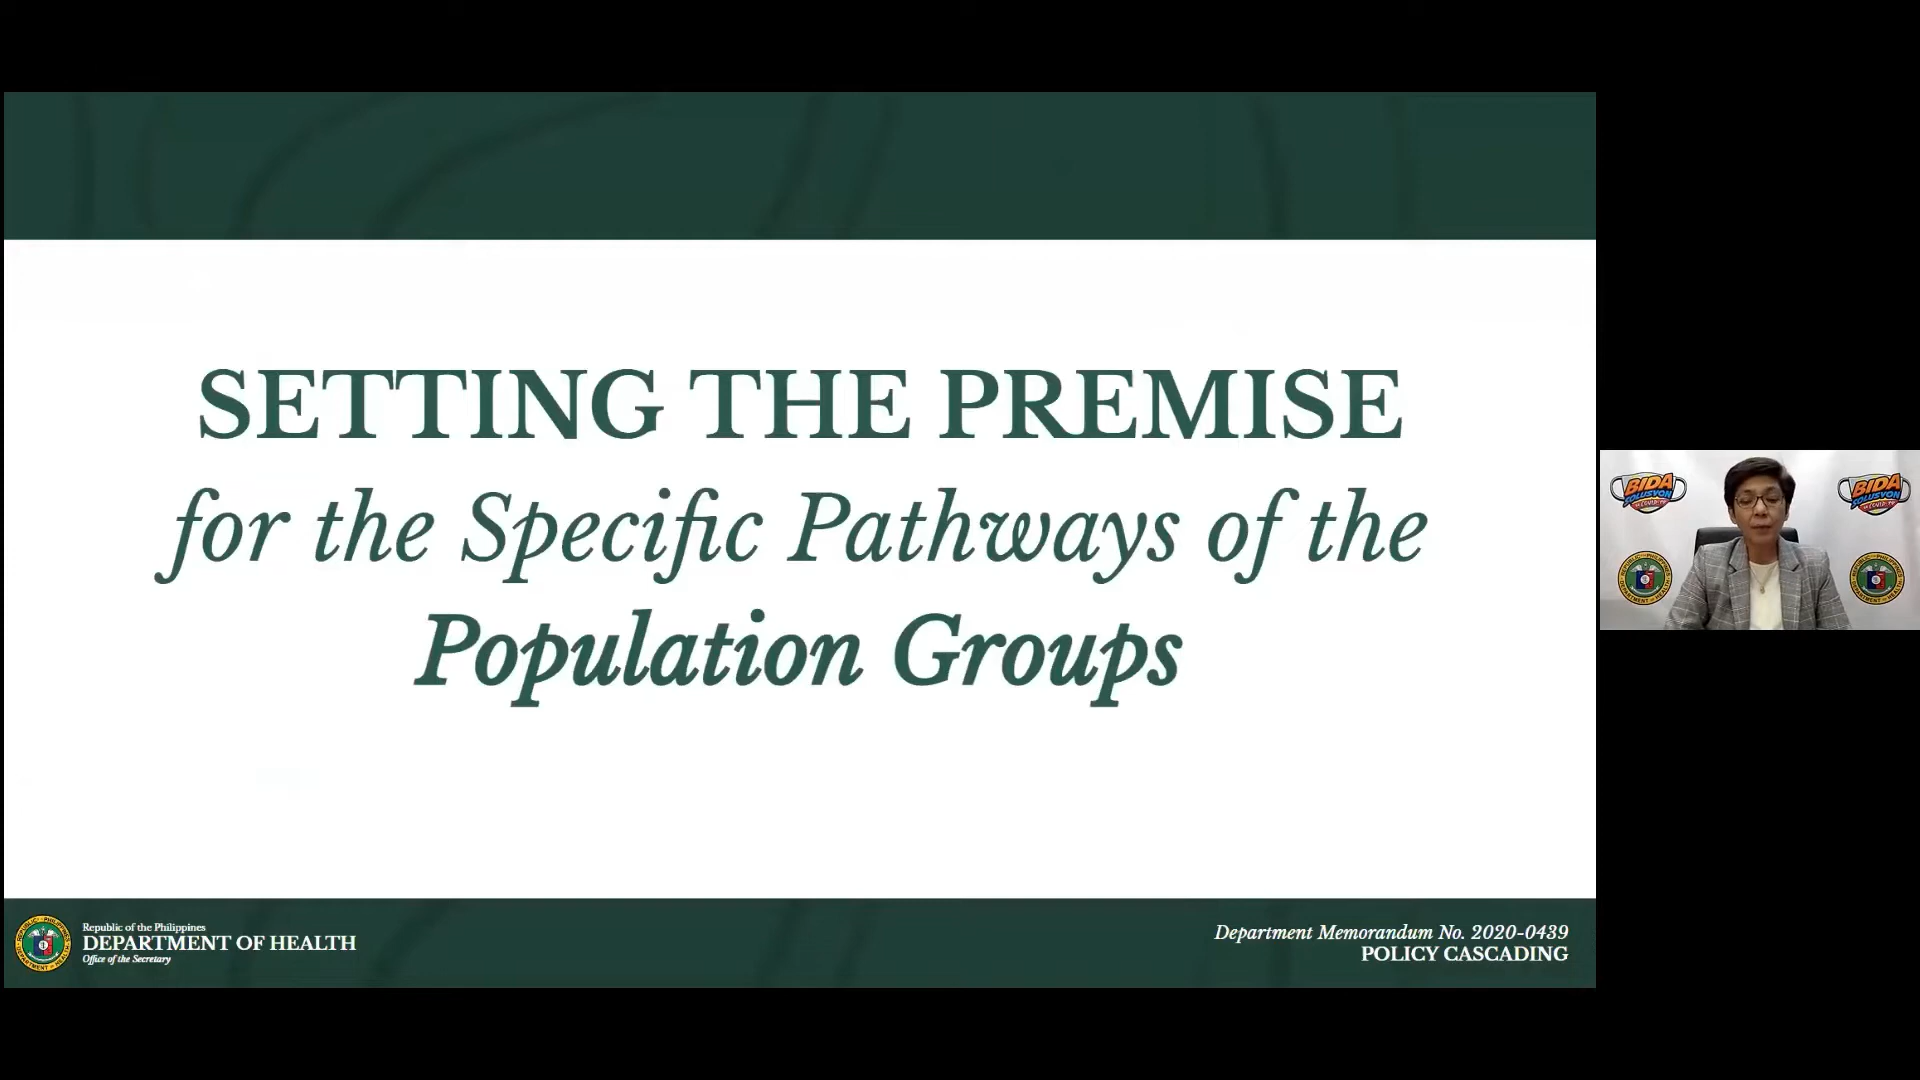 SETTING THE PREMISE
for the Specific Pathways of the
Population Groups
Republic of the Philippines
DEPARTMENT OF HEALTH
Office of the Secretary
Department Memorandum No. 2020-0439
POLICY CASCADING
BIDA
SOLUSYON
BIDA
SOLUSYON